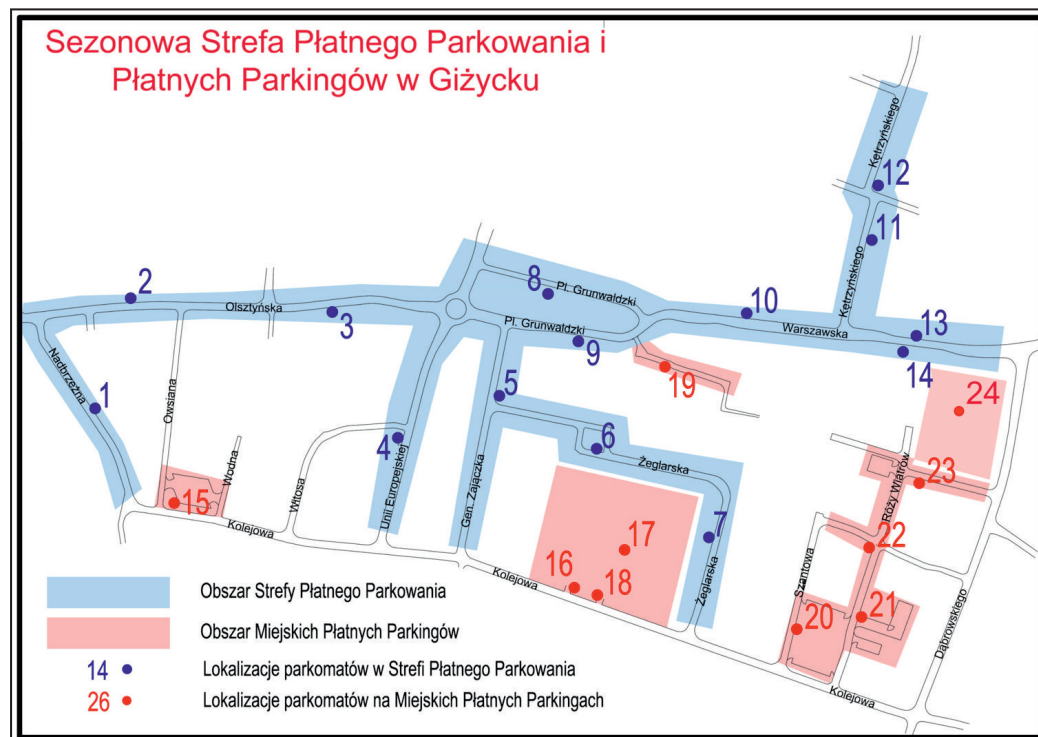 Sezonowa Strefa Płatnego Parkowania i
Płatnych Parkingów w Giżycku
Kętrzyńskiego
12
11
Kętrzyńskiego
2
8
Pl. Grunwaldzki
10
Olsztyńska
3
Pl. Grunwaldzki
9
Warszawska
13
14
Nadbrzeżna
1
Owsiana
5
19
24
4
6
Żeglarska
Wodna
Witosa
Unii Europejskiej
Gen. Zajączka
23
Róży Wiatrów
15
Kolejowa
7
17
22
16
18
Kolejowa
Żeglarska
Szantowa
21
20
Dąbrowskiego
Kolejowa
Obszar Strefy Płatnego Parkowania
Obszar Miejskich Płatnych Parkingów
14 Lokalizacje parkomatów w Strefi Płatnego Parkowania
26 Lokalizacje parkomatów na Miejskich Płatnych Parkingach